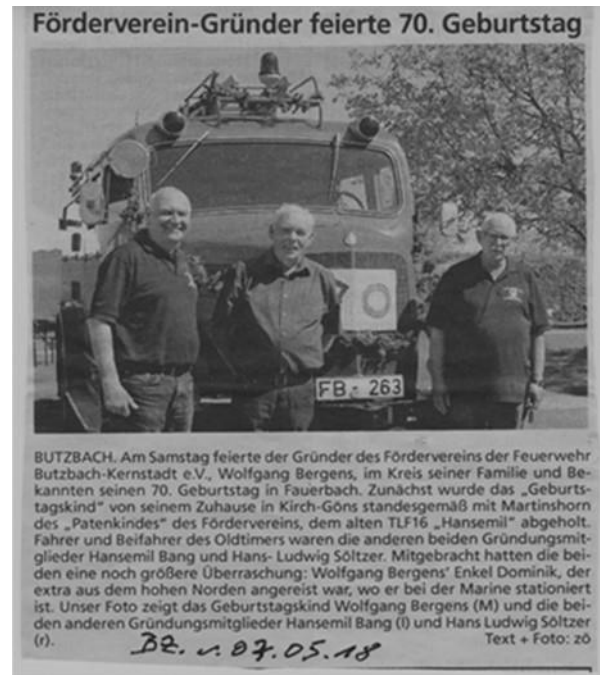 Förderverein-Gründer feierte 70. Geburtstag
FB-263
BUTZBACH. Am Samstag feierte der Gründer des Fördervereins der Feuerwehr
Butzbach-Kernstadt e.V., Wolfgang Bergens, im Kreis seiner Familie und Be-
kannten seinen 70. Geburtstag in Fauerbach. Zunächst wurde das „Geburts-
tagskind" von seinem Zuhause in Kirch-Göns standesgemäß mit Martinshorn
des „Patenkindes" des Fördervereins, dem alten TLF16 „Hansemil" abgeholt.
Fahrer und Beifahrer des Oldtimers waren die anderen beiden Gründungsmit-
glieder Hansemil Bang und Hans- Ludwig Söltzer. Mitgebracht hatten die bei-
den eine noch größere Überraschung: Wolfgang Bergens' Enkel Dominik, der
extra aus dem hohen Norden angereist war, wo er bei der Marine stationiert
ist. Unser Foto zeigt das Geburtstagskind Wolfgang Bergens (M) und die bei-
den anderen Gründungsmitglieder Hansemil Bang (l) und Hans Ludwig Söltzer
(r). Text + Foto: zö
BZ. v. 07.05.18